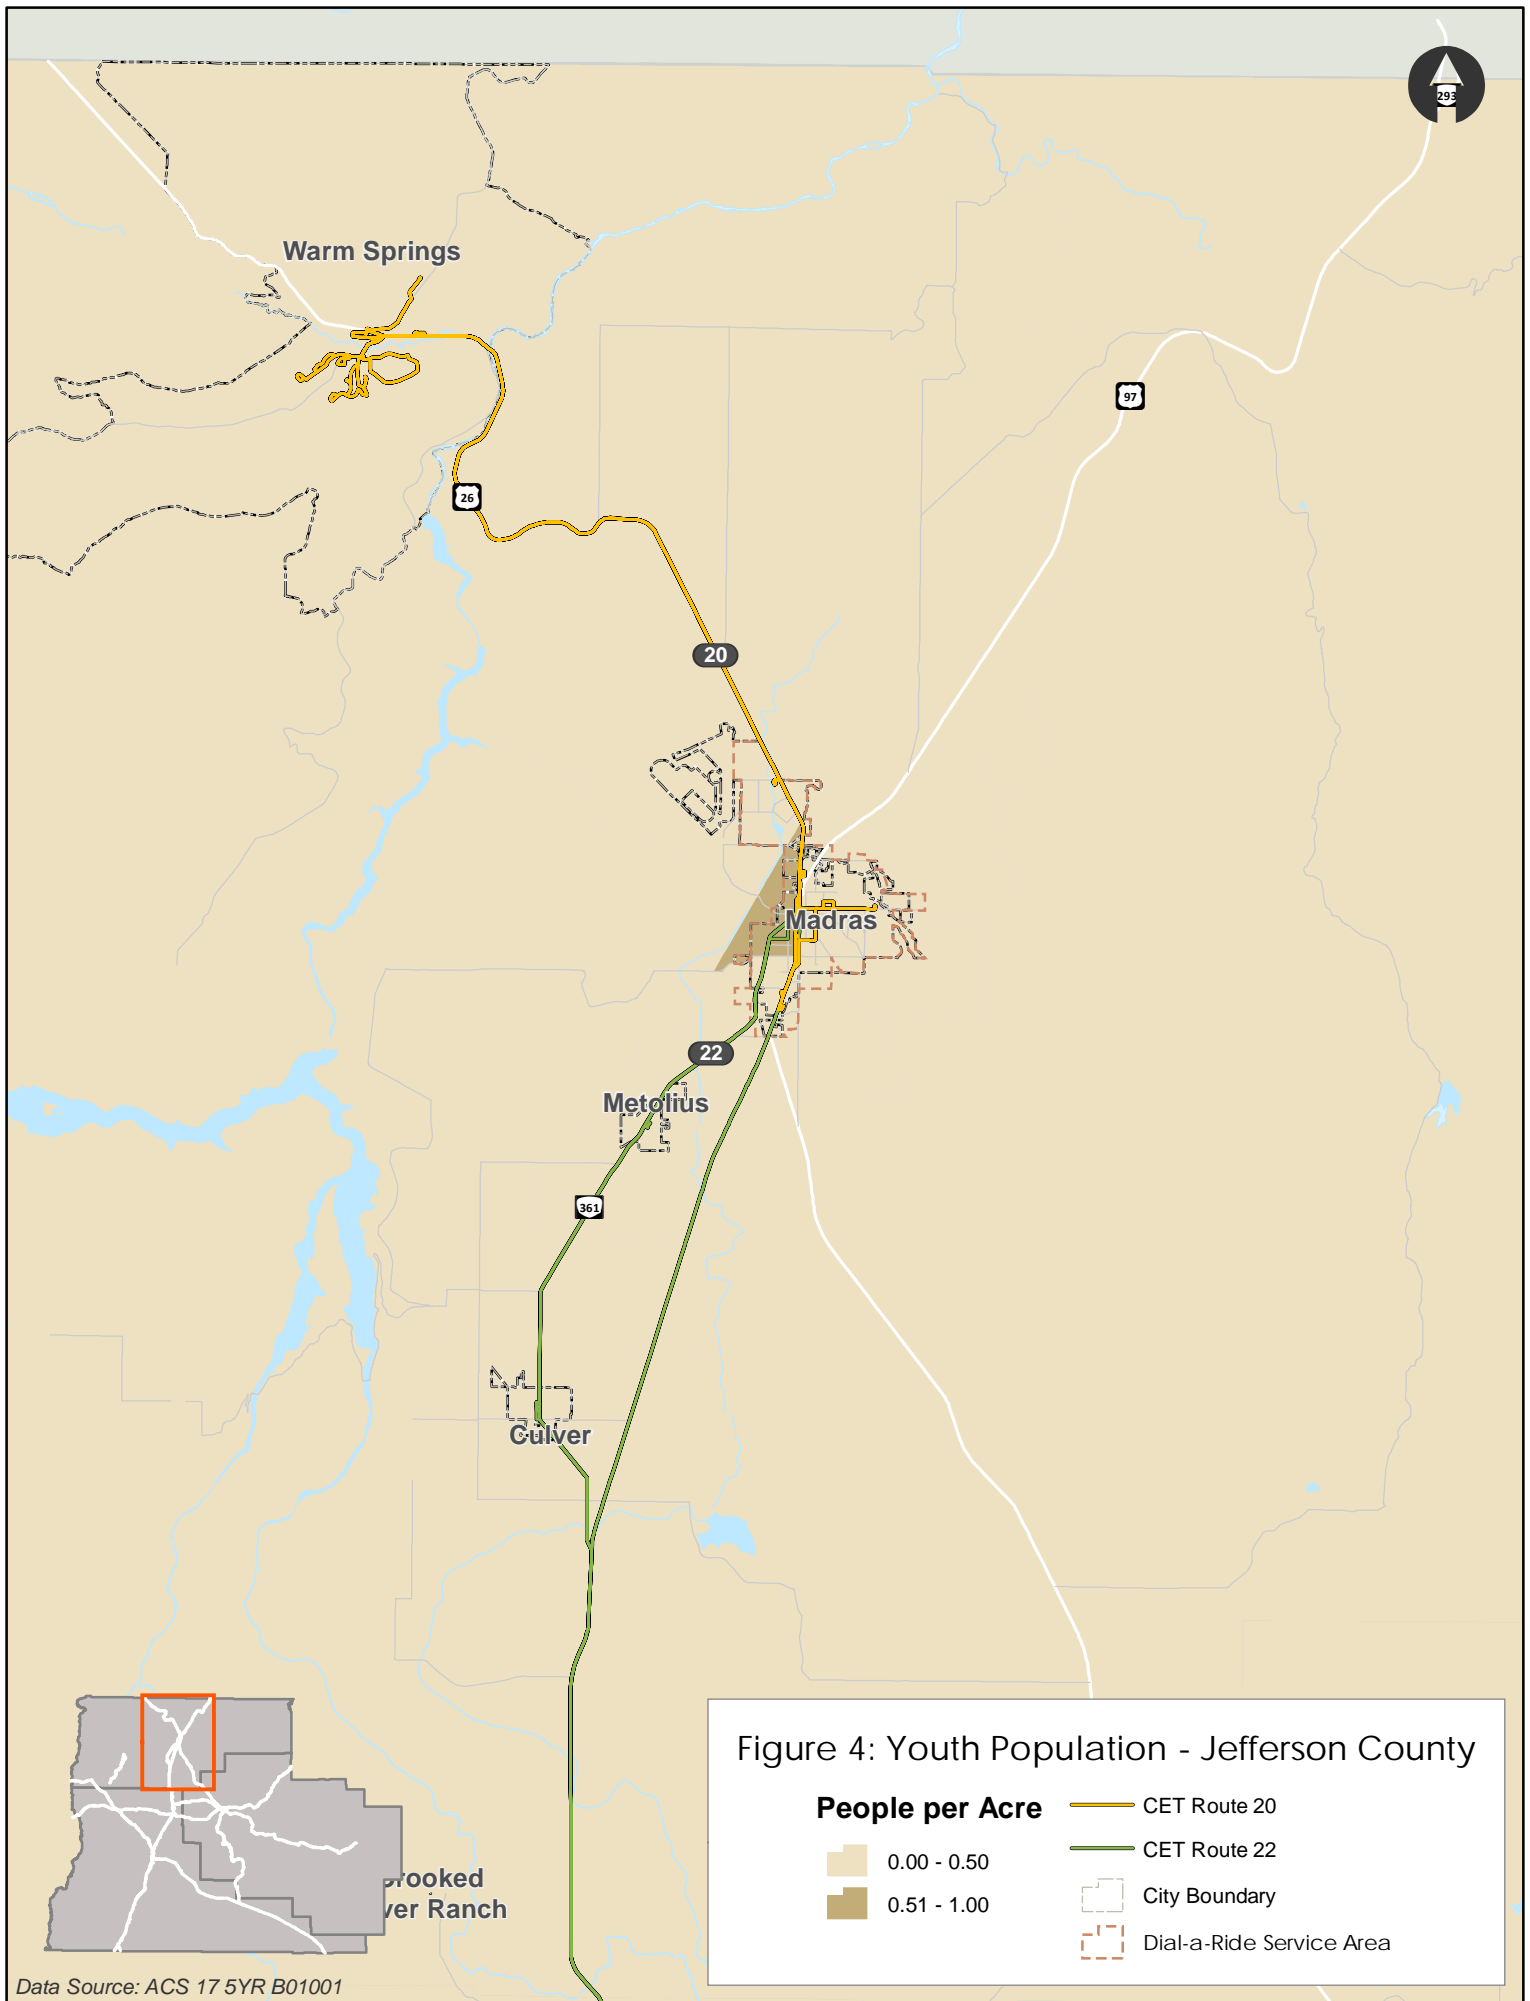 293
Warm Springs
97
26
20
Madras
22
Metolius
361
Culver
Figure 4: Youth Population - Jefferson County
People per Acre
0.00 - 0.50
0.51 - 1.00
CET Route 20
CET Route 22
City Boundary
Dial-a-Ride Service Area
rooked
ver Ranch
Data Source: ACS 17 5YR B01001